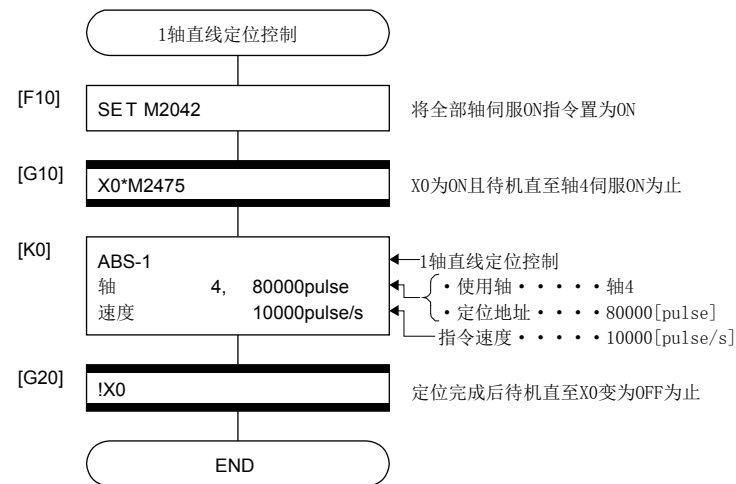 1轴直线定位控制
[F10]
SET M2042
将全部轴伺服ON指令置为ON
[G10]
X0*M2475
X0为ON且待机直至轴4伺服ON为止
[K0]
ABS-1
轴 4, 80000pulse
速度 10000pulse/s
1轴直线定位控制
・使用轴・・・・・轴4
・定位地址・・・・80000[pulse]
指令速度・・・・・10000[pulse/s]
[G20]
!X0
定位完成后待机直至X0变为OFF为止
END